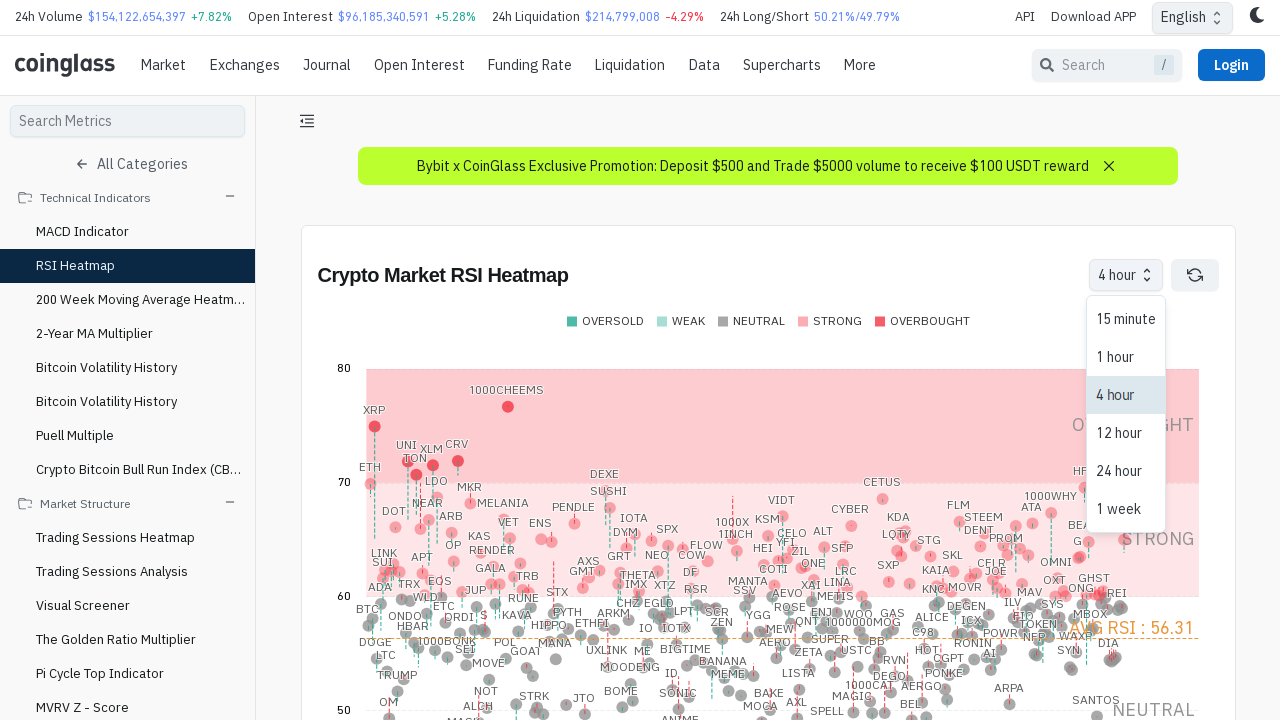 24h Volume $154,122,654,397 +7.82% Open Interest $96,185,340,591 +5.28% 24h Liquidation $214,799,008 -4.29% 24h Long/Short 50.21%/49.79% API Download APP English
coinglass Market Exchanges Journal Open Interest Funding Rate Liquidation Data Supercharts More Search / Login
Search Metrics
All Categories
Technical Indicators
MACD Indicator
RSI Heatmap
200 Week Moving Average Heatm...
2-Year MA Multiplier
Bitcoin Volatility History
Bitcoin Volatility History
Puell Multiple
Crypto Bitcoin Bull Run Index (CB...
Market Structure
Trading Sessions Heatmap
Trading Sessions Analysis
Visual Screener
The Golden Ratio Multiplier
Pi Cycle Top Indicator
MVRV Z - Score
Bybit x CoinGlass Exclusive Promotion: Deposit $500 and Trade $5000 volume to receive $100 USDT reward
Crypto Market RSI Heatmap
4 hour
15 minute
1 hour
4 hour
12 hour
24 hour
1 week
OVERSOLD WEAK NEUTRAL STRONG OVERBOUGHT
80
1000CHEEMS
XRP
UNI XLM CRV
TON
ETH
70
LDO MKR
DEXE
SUSHI
CETUS
NEAR MELANIA
PENDLE
VIDT
1000WHY
DOT ARB VET ENS
IOTA
KSM
CYBER
KDA
FLM
STEEM
ATA
DYM SPX
1000X
1INCH
CELO ALT
LQTY
DENT
PROM
STRONG
OP KAS
RENDER
FLOW
HEI YFI
ZIL SFP
STG
LINK
SUI
APT
GALA
AXS
GMT
GRT NEO COW
COTI ONE
SXP
SKL
CFLR
OMNI
ADA TRX EOS JUP TRB
THETA
IMX XTZ
DF
RSR
MANTA
SSV
XAI LINA
LRC
KAIA
KNC MOVR
JOE
MAV
OXT
ONG
GHST
REI
60
BTC
WLD RUNE STX
CHZ EGLD
AEVO
METIS
DEGEN
ILV
SYS
ONDO
HBAR
ETC
ORDI
S
KAVA
HIPPO
PYTH
ETHFI
ARKM
IO
LPT
IOTX
SCR
ZEN
YGG
ROSE
ENJ
QNT
WOO GAS
1000000MOG
ALICE
C98
ICX
TOKEN
MBOX
AVG RSI : 56.31
DOGE
LTC
1000BONK
SEI
POL
GOAT
MANA
UXLINK
ME
BIGTIME
MEW
AERO
ZETA
SUPER
USTC
BB
HOT
RONIN
POWR
NFP WAXP
SYN
DIA
TRUMP
MOVE
MOODENG
ID
BANANA
MEME
LISTA
RVN
DEGO
CGPT
PONKE
AI
OM
NOT
ALCH
STRK
JTO
BOME
SONIC
BAKE
MOCA
AXL
1000CAT
MAGIC
AERGO
ARPA
50
ANIME
SPELL
BEL
SANTOS
NEUTRAL